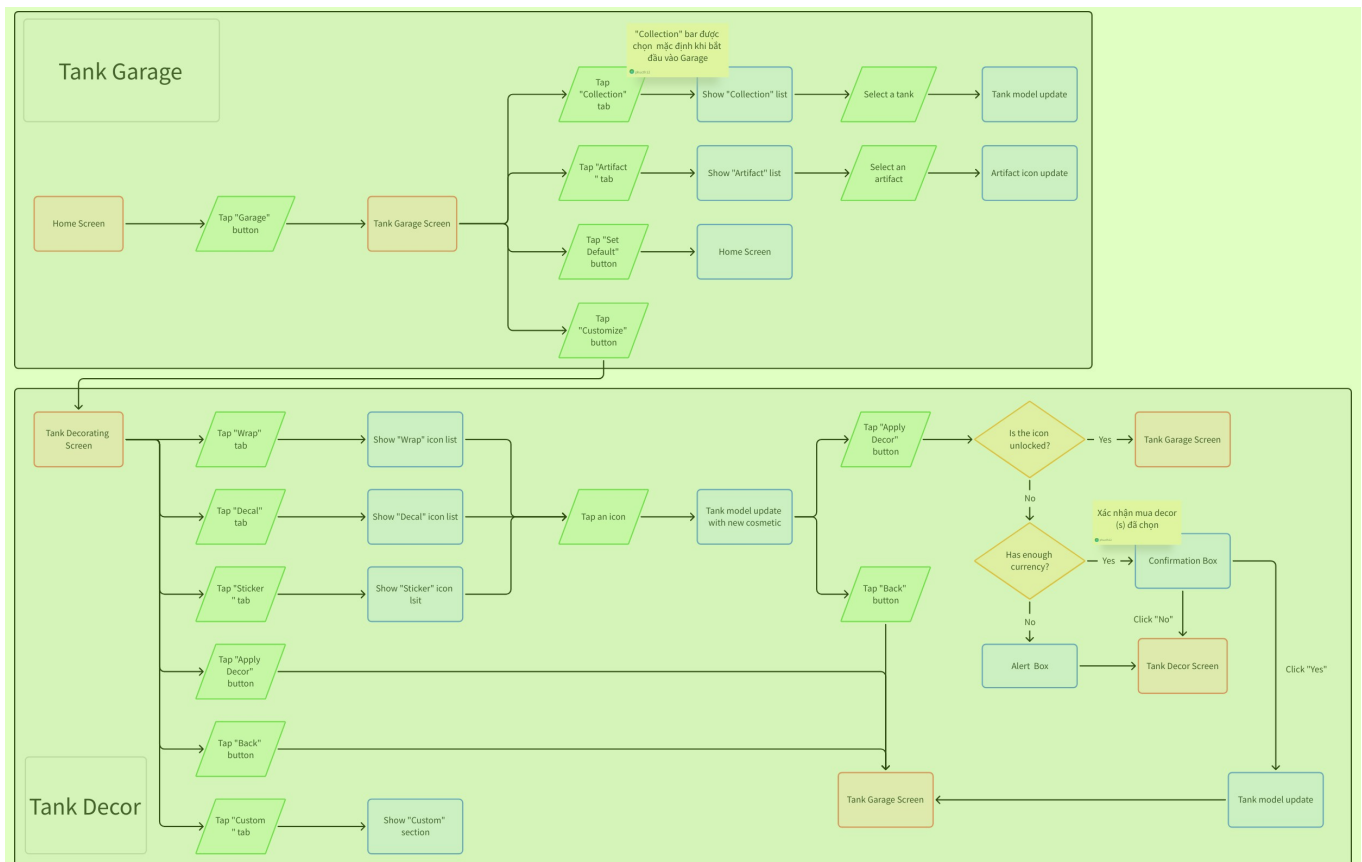 Tank Garage
"Collection" bar được
chọn mặc định khi bắt
đầu vào Garage
Tap
"Collection"
tab
Show "Collection" list
Select a tank
Tank model update
Tap "Artifact
" tab
Show "Artifact" list
Select an
artifact
Artifact icon update
Home Screen
Tap "Garage"
button
Tank Garage Screen
Tap "Set
Default"
button
Home Screen
Tap
"Customize"
button
Tank Decorating
Screen
Tap "Wrap"
tab
Show "Wrap" icon list
Tap "Apply
Decor"
button
Is the icon
unlocked?
Yes
Tank Garage Screen
No
Tap "Decal"
tab
Show "Decal" icon list
Tap an icon
Tank model update
with new cosmetic
Xác nhận mua decor
(s) đã chọn
Has enough
currency?
Yes
Confirmation Box
Tap "Sticker
" tab
Show "Sticker" icon
lsit
Tap "Back"
button
No
Click "No"
Click "Yes"
Tap "Apply
Decor"
button
Alert Box
Tank Decor Screen
Tap "Back"
button
Tank Decor
Tank Garage Screen
Tank model update
Tap "Custom
" tab
Show "Custom"
section